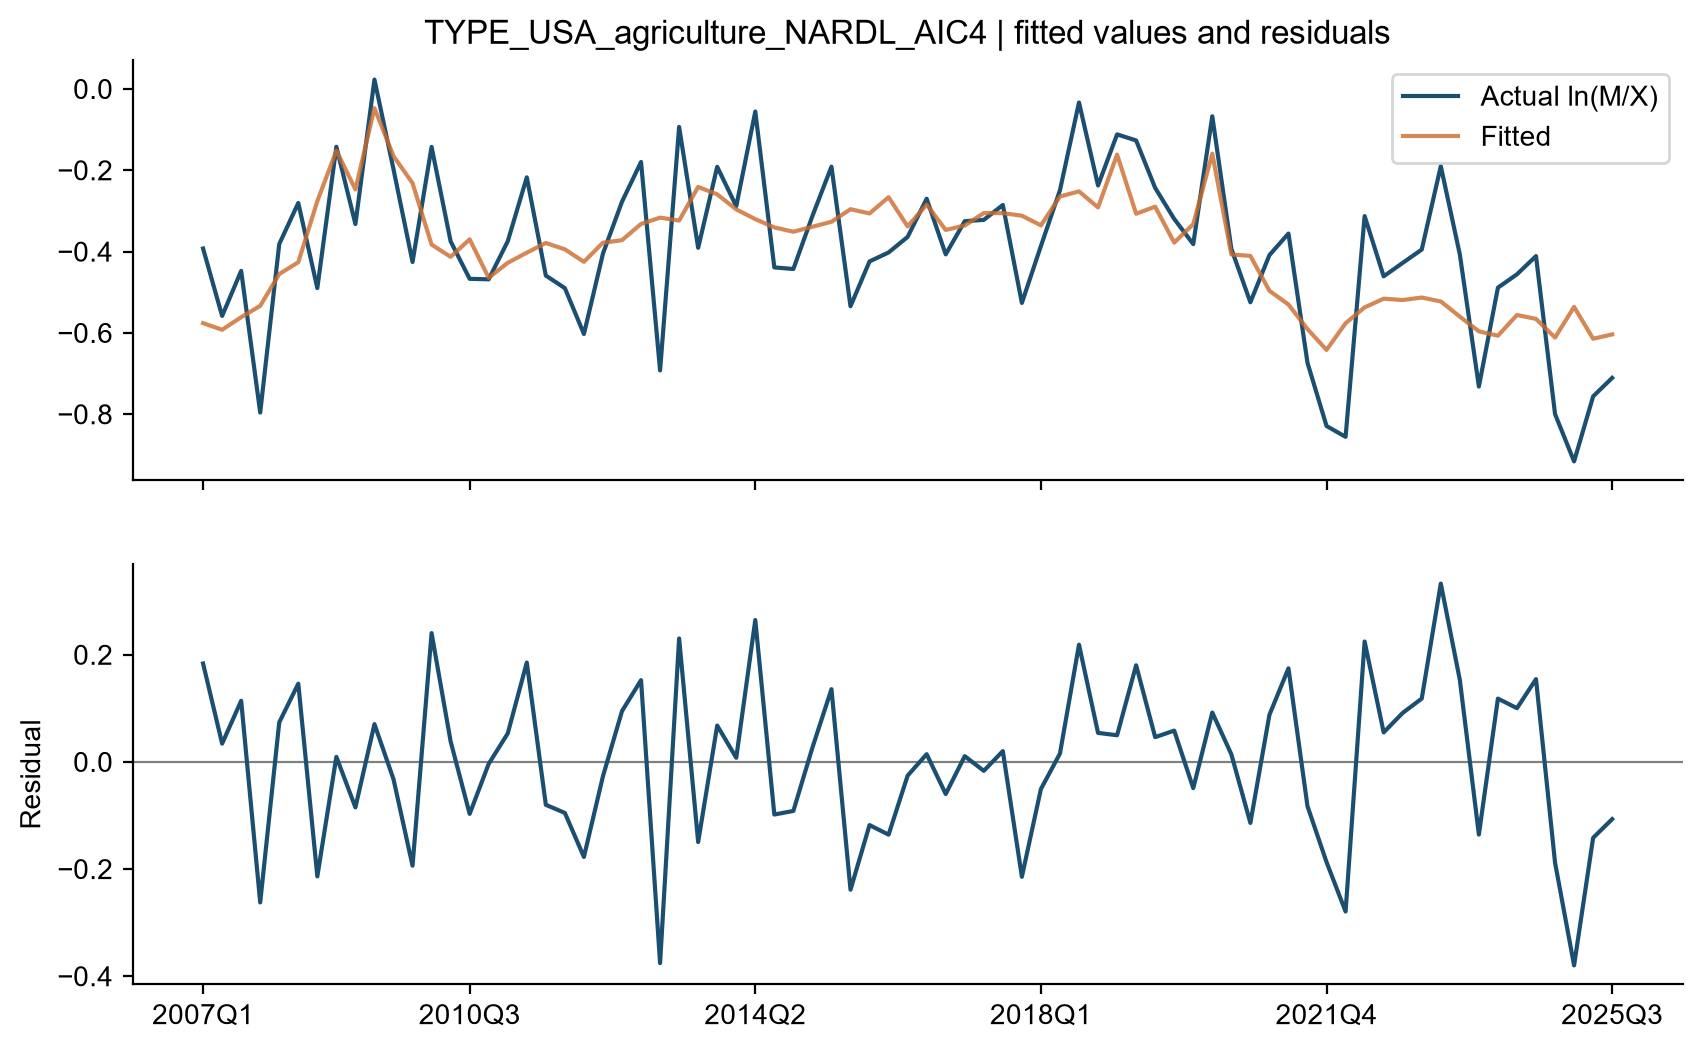 TYPE_USA_agriculture_NARDL_AIC4 | fitted values and residuals
Actual ln(M/X)
Fitted
0.0
−0.2
−0.4
−0.6
−0.8
Residual
0.2
0.0
−0.2
−0.4
2007Q1 2010Q3 2014Q2 2018Q1 2021Q4 2025Q3